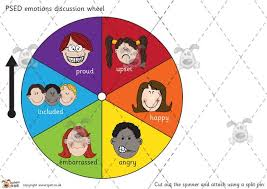 PSED emotions discussion wheel
proud
upset
included
happy
embarrassed
angry
Cut out the spinner and attach using a split pin